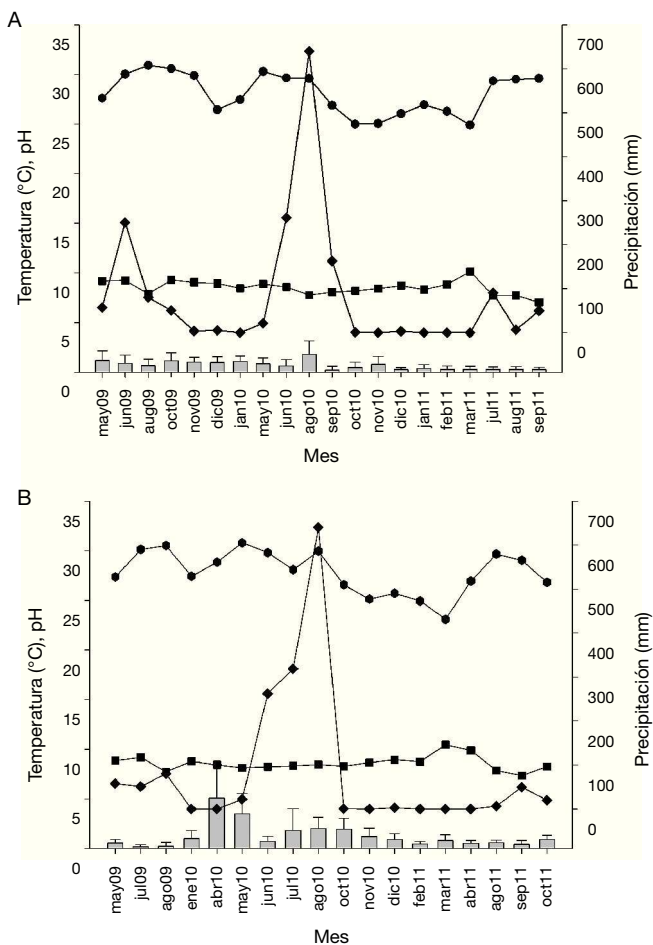 A
35
30
25
20
15
10
5
0
Temperatura (°C), pH
700
600
500
400
300
200
100
0
Precipitación (mm)
may09
jun09
aug09
oct09
nov09
dic09
jan10
may10
jun10
ago10
sep10
oct10
nov10
dic10
jan11
feb11
mar11
jul11
aug11
sep11
Mes
B
35
30
25
20
15
10
5
0
Temperatura (°C), pH
700
600
500
400
300
200
100
0
Precipitación (mm)
may09
jul09
ago09
ene10
abr10
may10
jun10
jul10
ago10
oct10
nov10
dic10
feb11
mar11
abr11
ago11
sep11
oct11
Mes